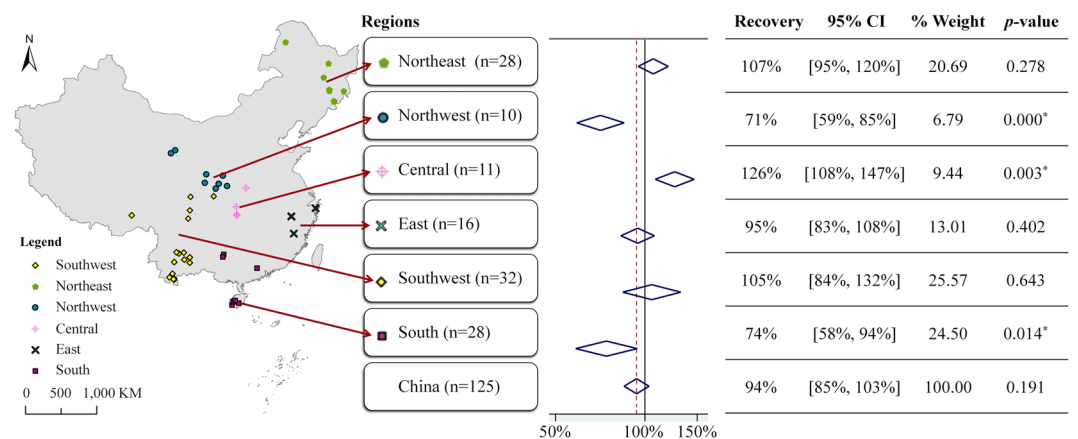 Regions
Recovery 95% CI % Weight p-value
N
Northeast (n=28) 107% [95%, 120%] 20.69 0.278
Northwest (n=10) 71% [59%, 85%] 6.79 0.000*
Central (n=11) 126% [108%, 147%] 9.44 0.003*
East (n=16) 95% [83%, 108%] 13.01 0.402
Southwest (n=32) 105% [84%, 132%] 25.57 0.643
South (n=28) 74% [58%, 94%] 24.50 0.014*
China (n=125) 94% [85%, 103%] 100.00 0.191
Legend
Southwest
Northeast
Northwest
Central
East
South
0 500 1,000 KM
50% 100% 150%